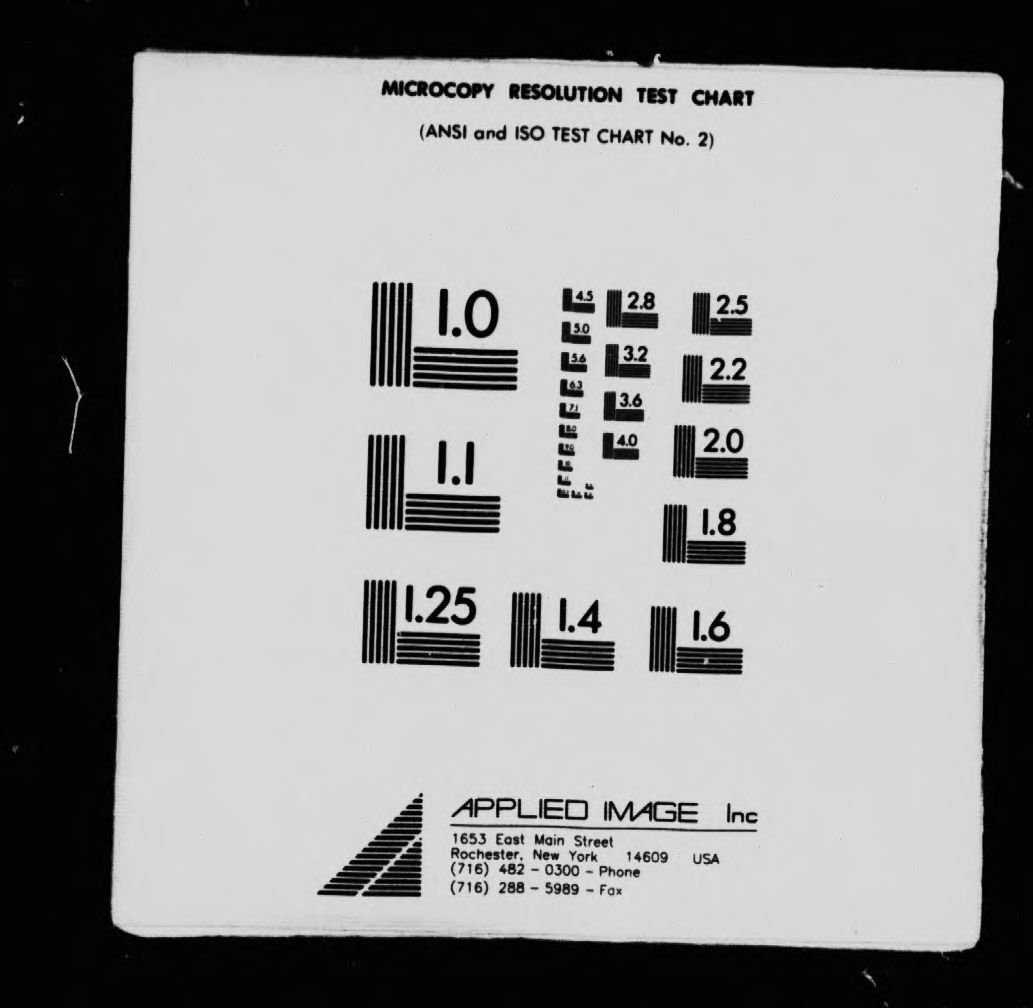 MICROCOPY RESOLUTION TEST CHART
(ANSI and ISO TEST CHART No. 2)
1.0
4.5
2.8
2.5
5.0
5.6
3.2
2.2
6.3
3.6
7.1
8.0
4.0
2.0
9.0
1.1
1.8
1.25
1.4
1.6
APPLIED IMAGE Inc
1653 East Main Street
Rochester, New York 14609 USA
(716) 482 - 0300 - Phone
(716) 288 - 5989 - Fax